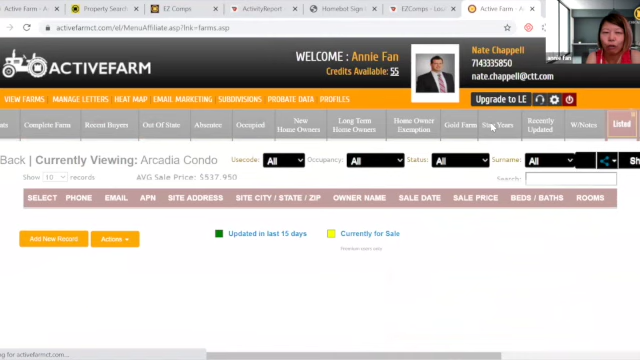 Active Farm
Property Search
EZ Comps
ActivityReport
Homebot Sign
EZComps
Active Farm - A
activefarmct.com/el/MenuAffiliate.asp?lnk=farms.asp
ACTIVEFARM
WELCOME : Annie Fan
Credits Available: 55
Nate Chappell
7143335850
nate.chappell@ctt.com
annie fan
VIEW FARMS MANAGE LETTERS HEAT MAP EMAIL MARKETING SUBDIVISIONS PROBATE DATA PROFILES
Upgrade to LE
Complete Farm Recent Buyers Out Of State Absentee Occupied New Home Owners Long Term Home Owners Home Owner Exemption Gold Farm Stay Years Recently Updated W/Notes Listed
Back | Currently Viewing: Arcadia Condo
Usecode: All Occupancy: All Status: All Surname: All
Show 10 records AVG Sale Price: $537,950 Search:
SELECT PHONE EMAIL APN SITE ADDRESS SITE CITY / STATE / ZIP OWNER NAME SALE DATE SALE PRICE BEDS / BATHS ROOMS
Add New Record Actions
Updated in last 15 days Currently for Sale